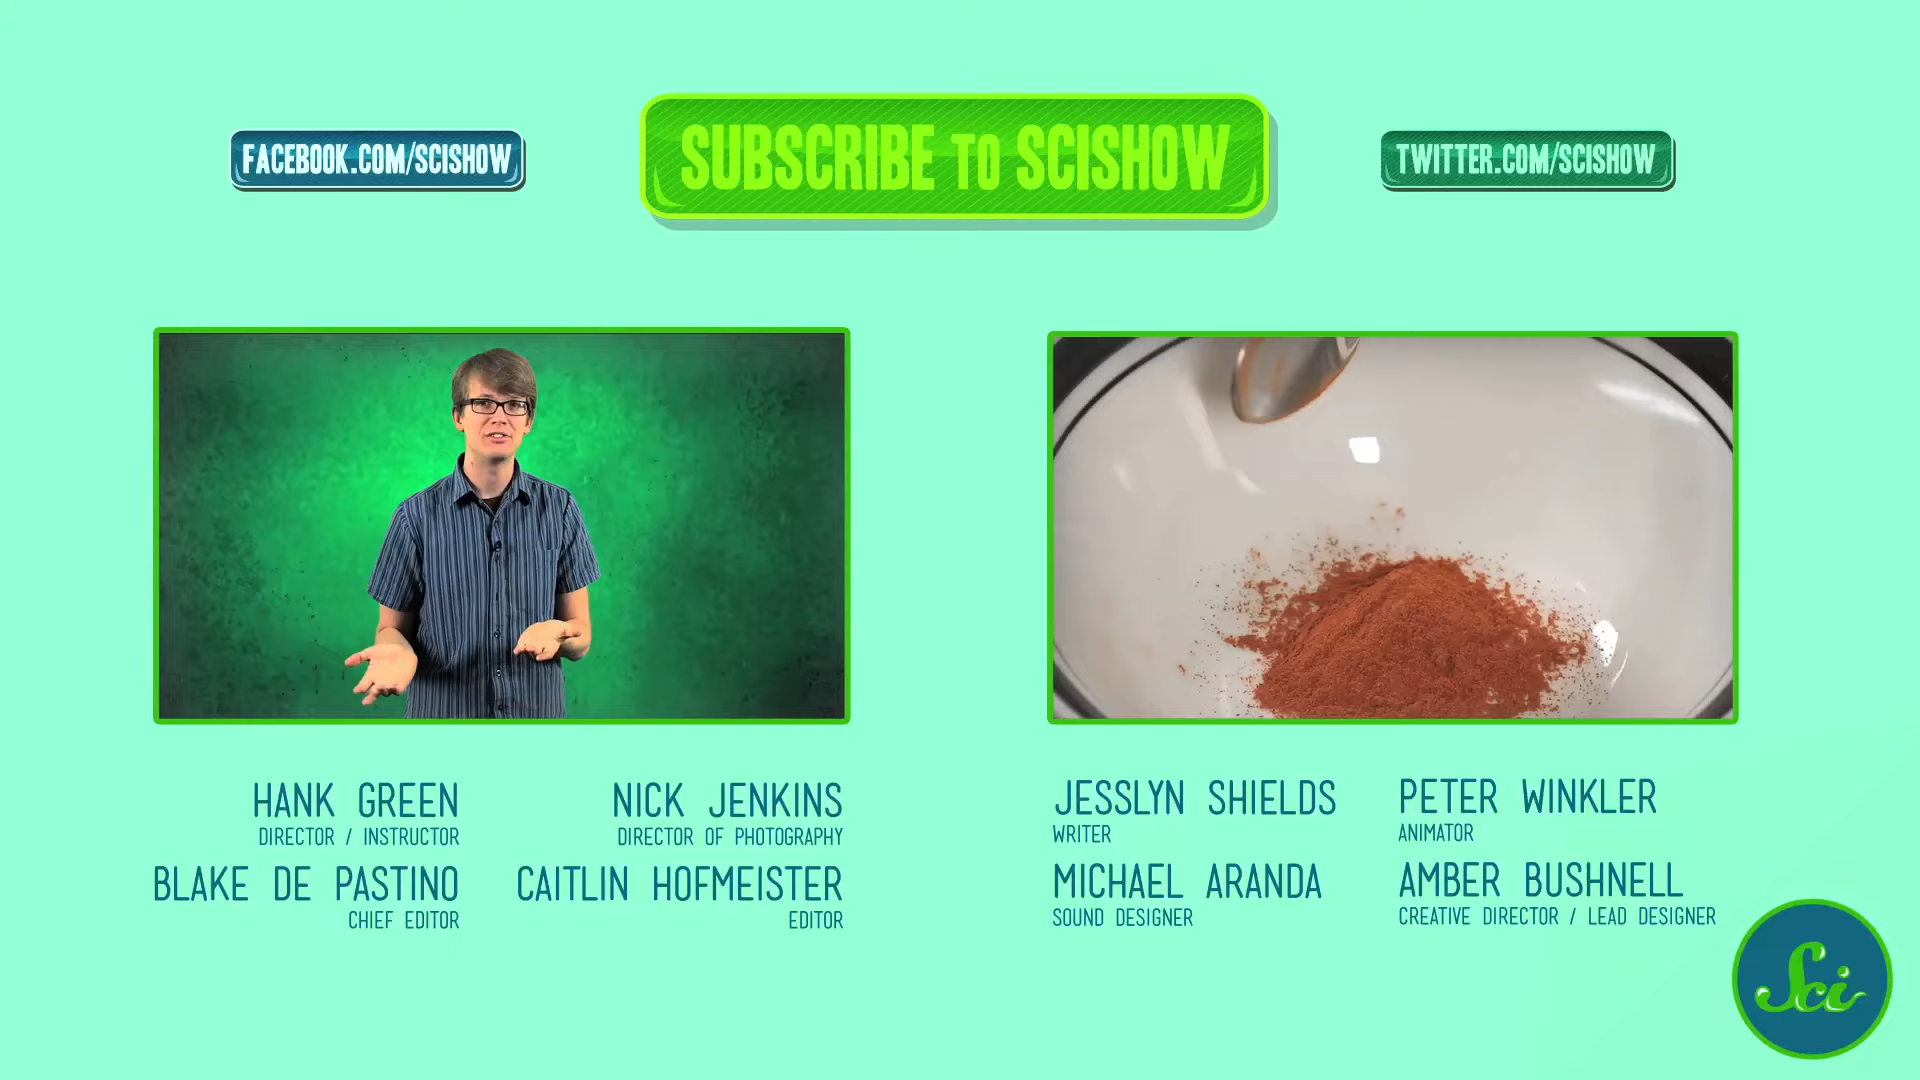 FACEBOOK.COM/SCISHOW
SUBSCRIBE TO SCISHOW
TWITTER.COM/SCISHOW
HANK GREEN
DIRECTOR / INSTRUCTOR
NICK JENKINS
DIRECTOR OF PHOTOGRAPHY
BLAKE DE PASTINO
CHIEF EDITOR
CAITLIN HOFMEISTER
EDITOR
JESSLYN SHIELDS
WRITER
PETER WINKLER
ANIMATOR
MICHAEL ARANDA
SOUND DESIGNER
AMBER BUSHNELL
CREATIVE DIRECTOR / LEAD DESIGNER
Sci